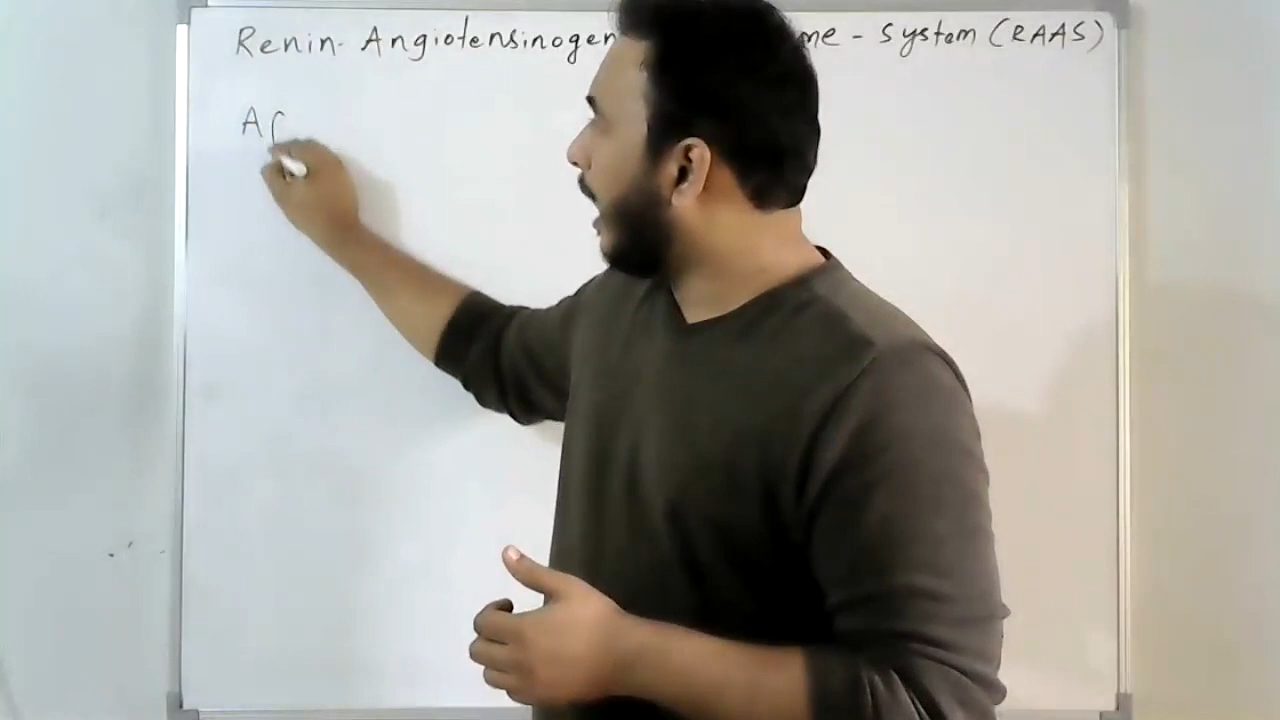 Renin- Angiotensinogen me - System (RAAS)
A